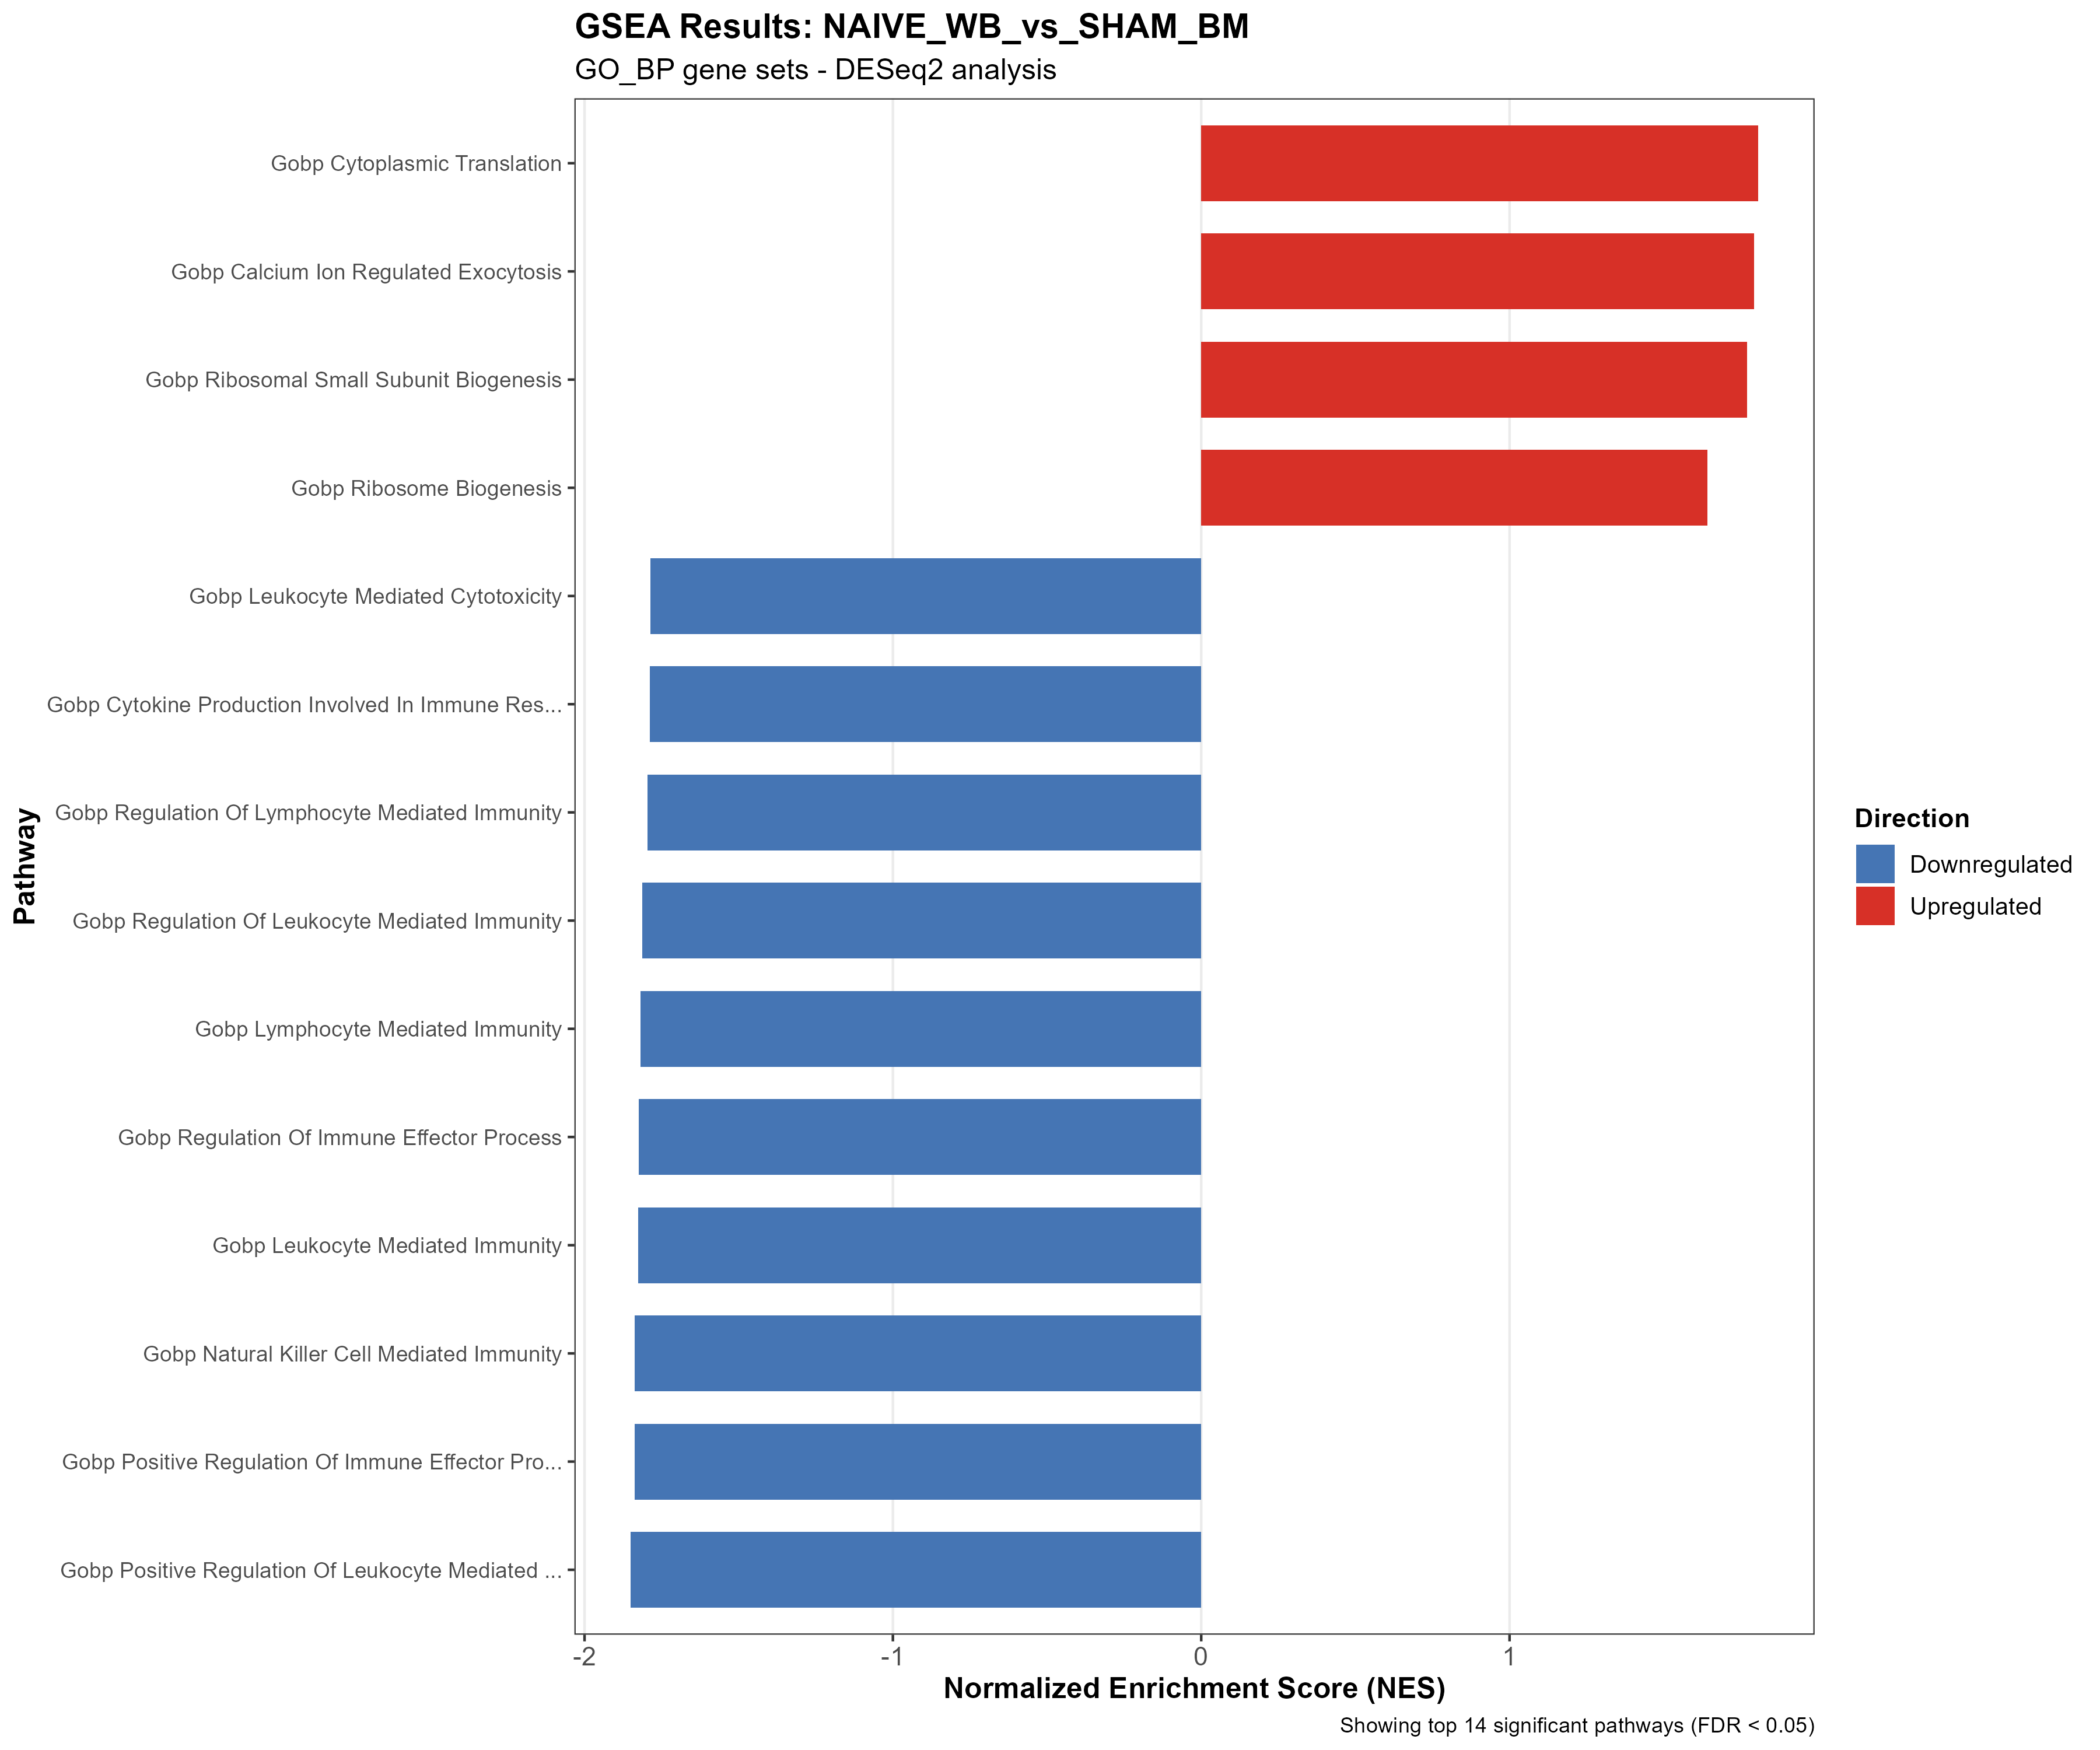 GSEA Results: NAIVE_WB_vs_SHAM_BM
GO_BP gene sets - DESeq2 analysis
Pathway
Gobp Cytoplasmic Translation
Gobp Calcium Ion Regulated Exocytosis
Gobp Ribosomal Small Subunit Biogenesis
Gobp Ribosome Biogenesis
Gobp Leukocyte Mediated Cytotoxicity
Gobp Cytokine Production Involved In Immune Res...
Gobp Regulation Of Lymphocyte Mediated Immunity
Gobp Regulation Of Leukocyte Mediated Immunity
Gobp Lymphocyte Mediated Immunity
Gobp Regulation Of Immune Effector Process
Gobp Leukocyte Mediated Immunity
Gobp Natural Killer Cell Mediated Immunity
Gobp Positive Regulation Of Immune Effector Pro...
Gobp Positive Regulation Of Leukocyte Mediated ...
-2 -1 0 1
Normalized Enrichment Score (NES)
Showing top 14 significant pathways (FDR < 0.05)
Direction
Downregulated
Upregulated